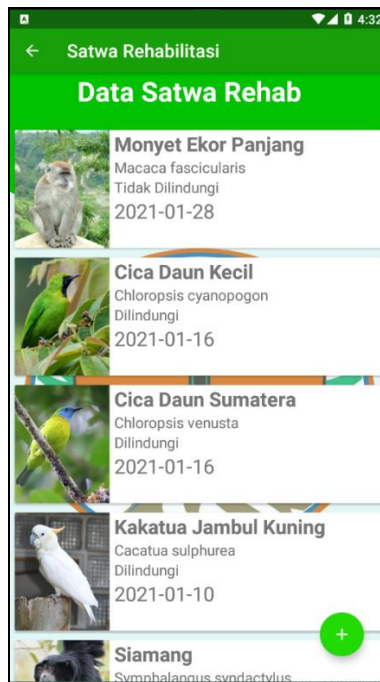 4:32
Satwa Rehabilitasi
Data Satwa Rehab
Monyet Ekor Panjang
Macaca fascicularis
Tidak Dilindungi
2021-01-28
Cica Daun Kecil
Chloropsis cyanopogon
Dilindungi
2021-01-16
Cica Daun Sumatera
Chloropsis venusta
Dilindungi
2021-01-16
Kakatua Jambul Kuning
Cacatua sulphurea
Dilindungi
2021-01-10
Siamang
Symphalangus syndactylus